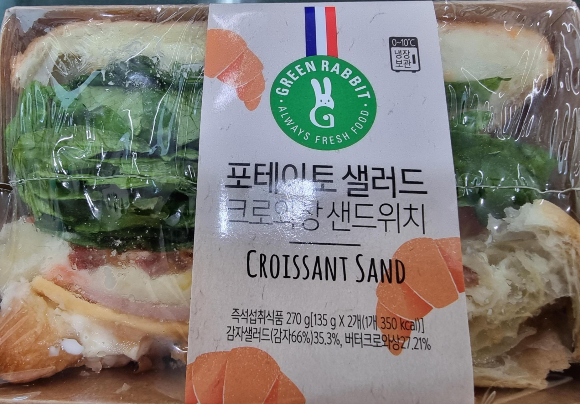 0~10℃
냉장
보관
GREEN RABBIT
ALWAYS FRESH FOOD
포테이토 샐러드
크로와상 샌드위치
CROISSANT SAND
즉석섭취식품 270 g[135 g X 2개(1개 350 kcal)]
감자샐러드(감자66%)35.3%, 버터크로와상27.21%